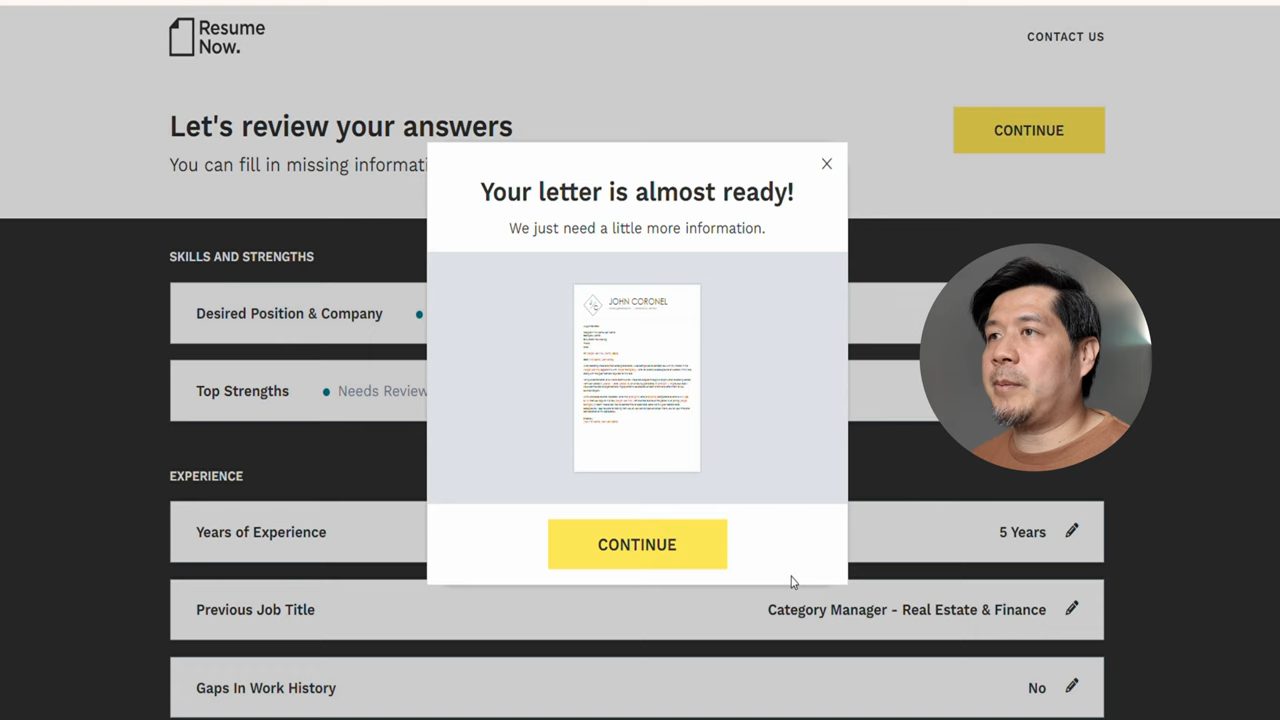 Resume
Now.
CONTACT US
Let's review your answers
CONTINUE
You can fill in missing
Your letter is almost ready!
We just need a little more information.
SKILLS AND STRENGTHS
Desired Position & Company
Top Strengths
Needs Review
JOHN CORONEL
EXPERIENCE
Years of Experience
5 Years
CONTINUE
Previous Job Title
Category Manager - Real Estate & Finance
Gaps In Work History
No